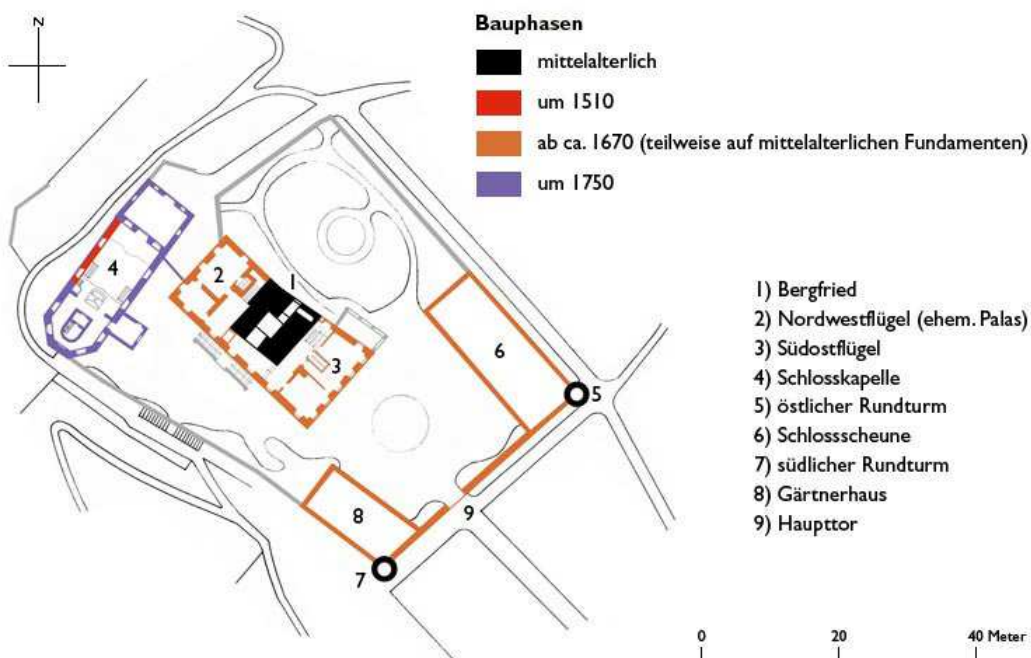 N
Bauphasen
mittelalterlich
um 1510
ab ca. 1670 (teilweise auf mittelalterlichen Fundamenten)
um 1750
1
2
3
4
5
6
7
8
9
1) Bergfried
2) Nordwestflügel (ehem. Palas)
3) Südostflügel
4) Schlosskapelle
5) östlicher Rundturm
6) Schlossscheune
7) südlicher Rundturm
8) Gärtnerhaus
9) Haupttor
0 20 40 Meter